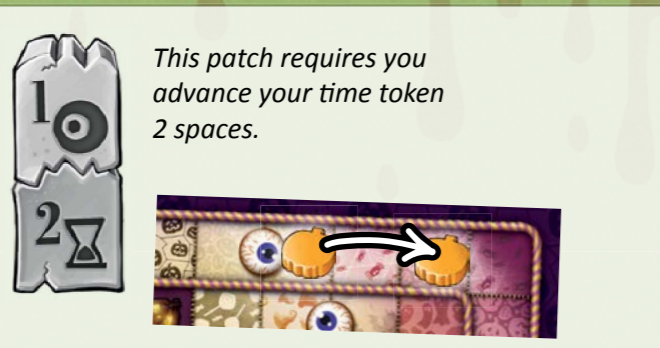 1
2
This patch requires you
advance your time token
2 spaces.